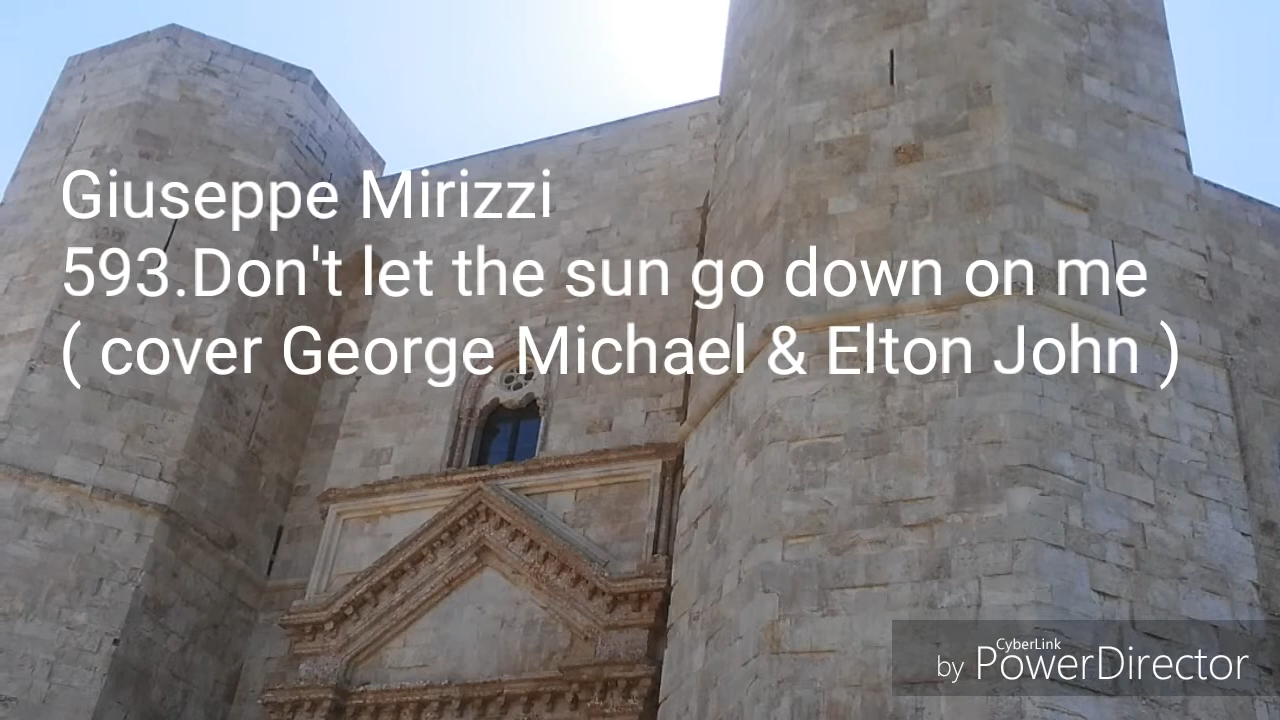 Giuseppe Mirizzi
593.Don't let the sun go down on me
( cover George Michael & Elton John )
CyberLink
by PowerDirector